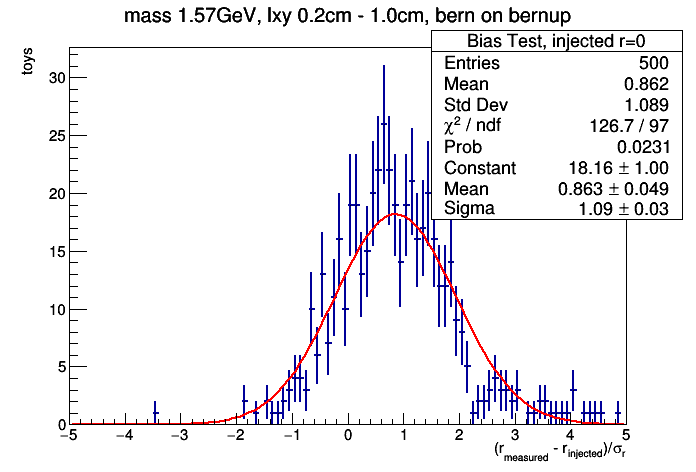 mass 1.57GeV, lxy 0.2cm - 1.0cm, bern on bernup
Bias Test, injected r=0
Entries 500
Mean 0.862
Std Dev 1.089
χ² / ndf 126.7 / 97
Prob 0.0231
Constant 18.16 ± 1.00
Mean 0.863 ± 0.049
Sigma 1.09 ± 0.03
toys
30
25
20
15
10
5
0
−5 −4 −3 −2 −1 0 1 2 3 4 5
(r_measured - r_injected)/σ_r